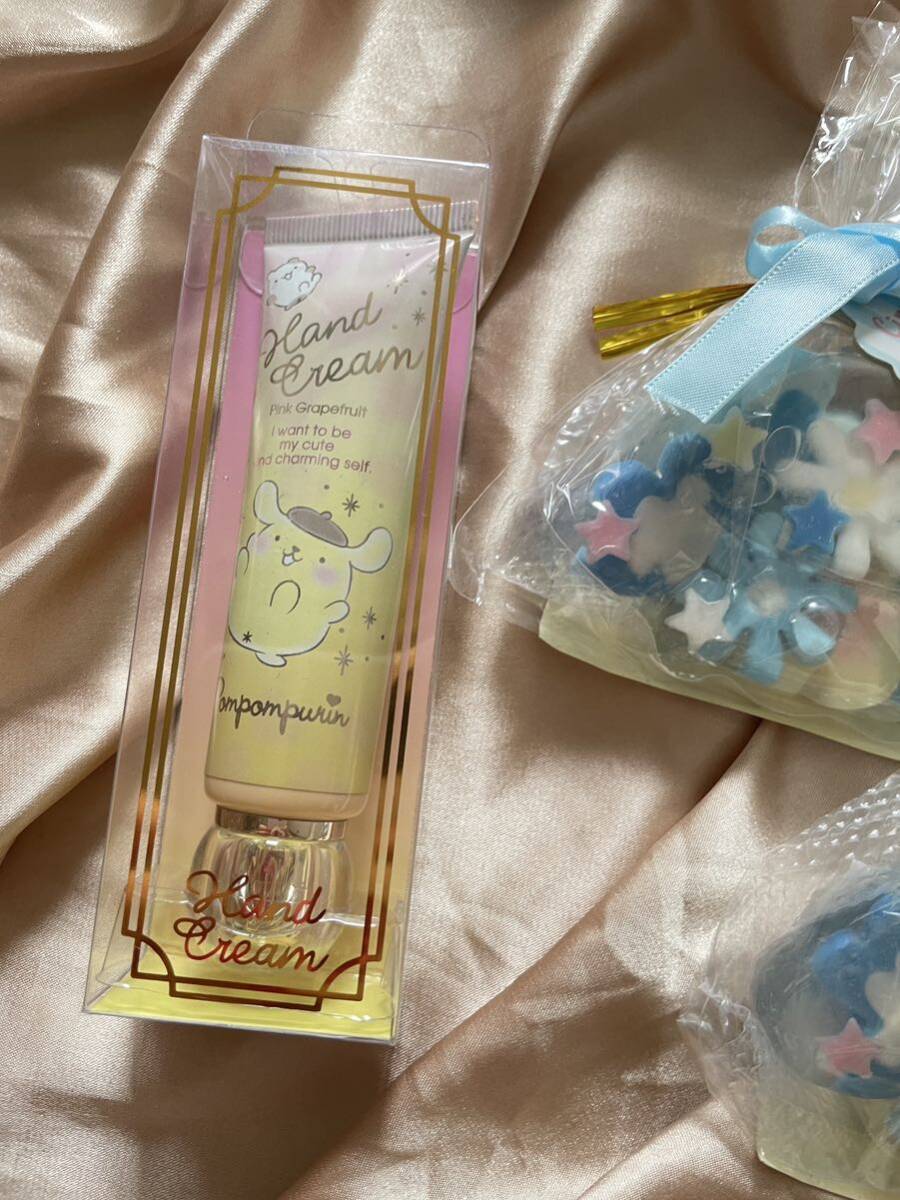 Hand
Cream
Pink Grapefruit
I want to be
my cute
and charming self.
Pompompurin
Hand
Cream